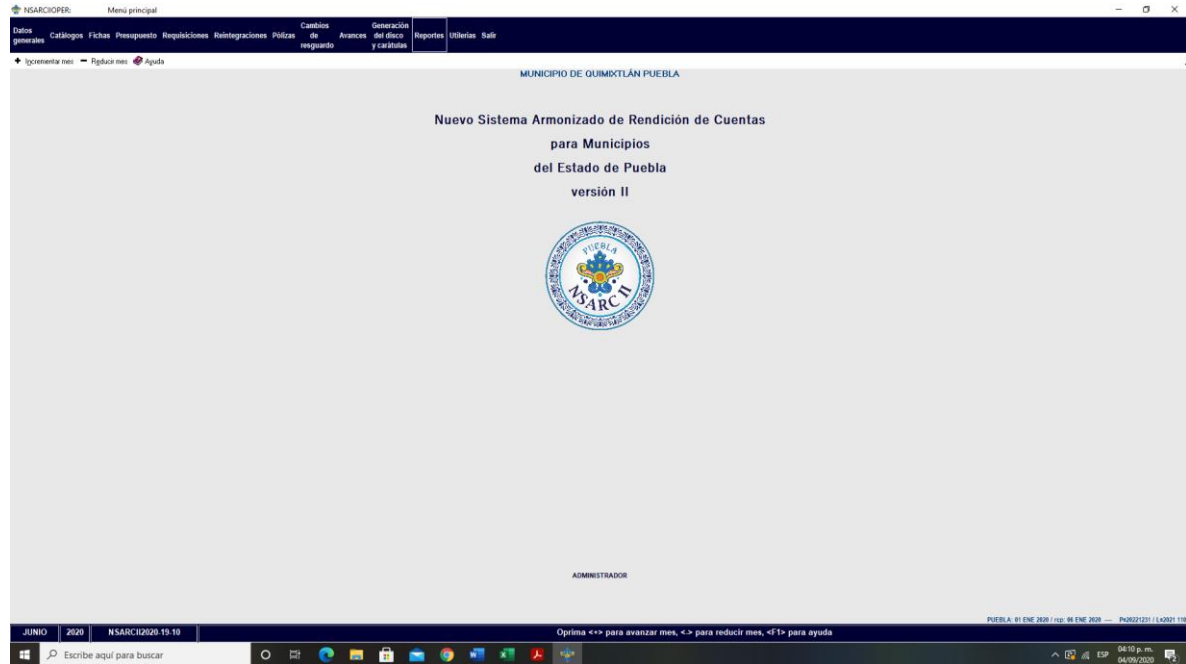 NSARCIIOPER: Menú principal
Datos generales Catálogos Fichas Presupuesto Requisiciones Reintegraciones Pólizas Cambios de resguardo Avances Generación del disco y carátulas Reportes Utilerías Salir
Incrementar mes Reducir mes Ayuda
MUNICIPIO DE QUIMIXTLÁN PUEBLA
Nuevo Sistema Armonizado de Rendición de Cuentas
para Municipios
del Estado de Puebla
versión II
PUEBLA
NSARC II
ADMINISTRADOR
PUEBLA: 01 ENE 2020 / rcp: 06 ENE 2020 —
JUNIO 2020 NSARCII2020-19-10 Oprima <+> para avanzar mes, <-> para reducir mes, <F1> para ayuda
Escribe aquí para buscar
ESP
04:10 p. m.
04/09/2020
2